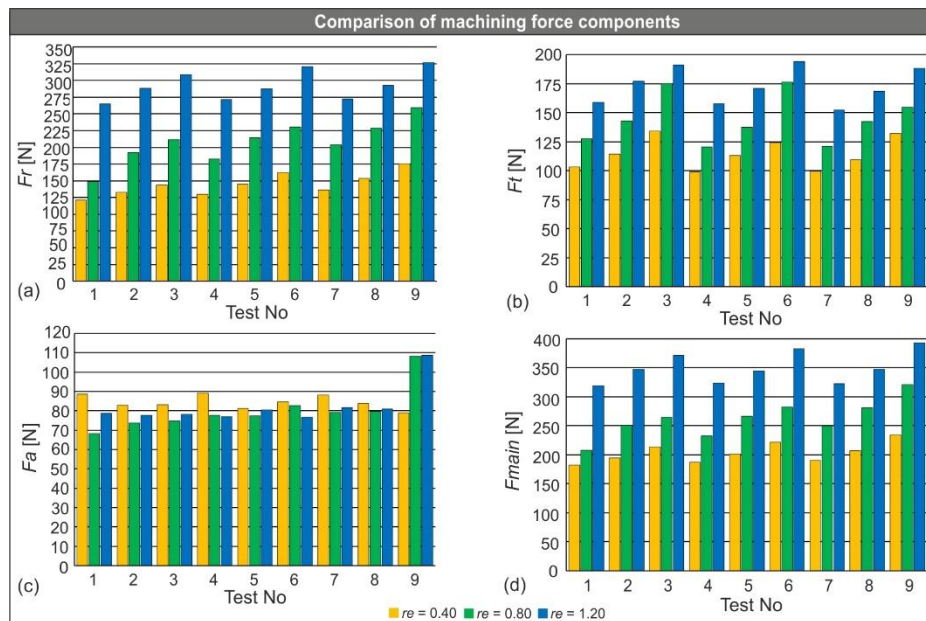 Comparison of machining force components
350
325
300
275
250
225
200
175
150
125
100
75
50
25
0
Fr [N]
1 2 3 4 5 6 7 8 9
Test No
(a)
200
175
150
125
100
75
50
25
0
Ft [N]
1 2 3 4 5 6 7 8 9
Test No
(b)
120
110
100
90
80
70
60
50
40
30
20
10
0
Fa [N]
1 2 3 4 5 6 7 8 9
Test No
(c)
400
350
300
250
200
150
100
50
0
Fmain [N]
1 2 3 4 5 6 7 8 9
Test No
(d)
re = 0.40 re = 0.80 re = 1.20